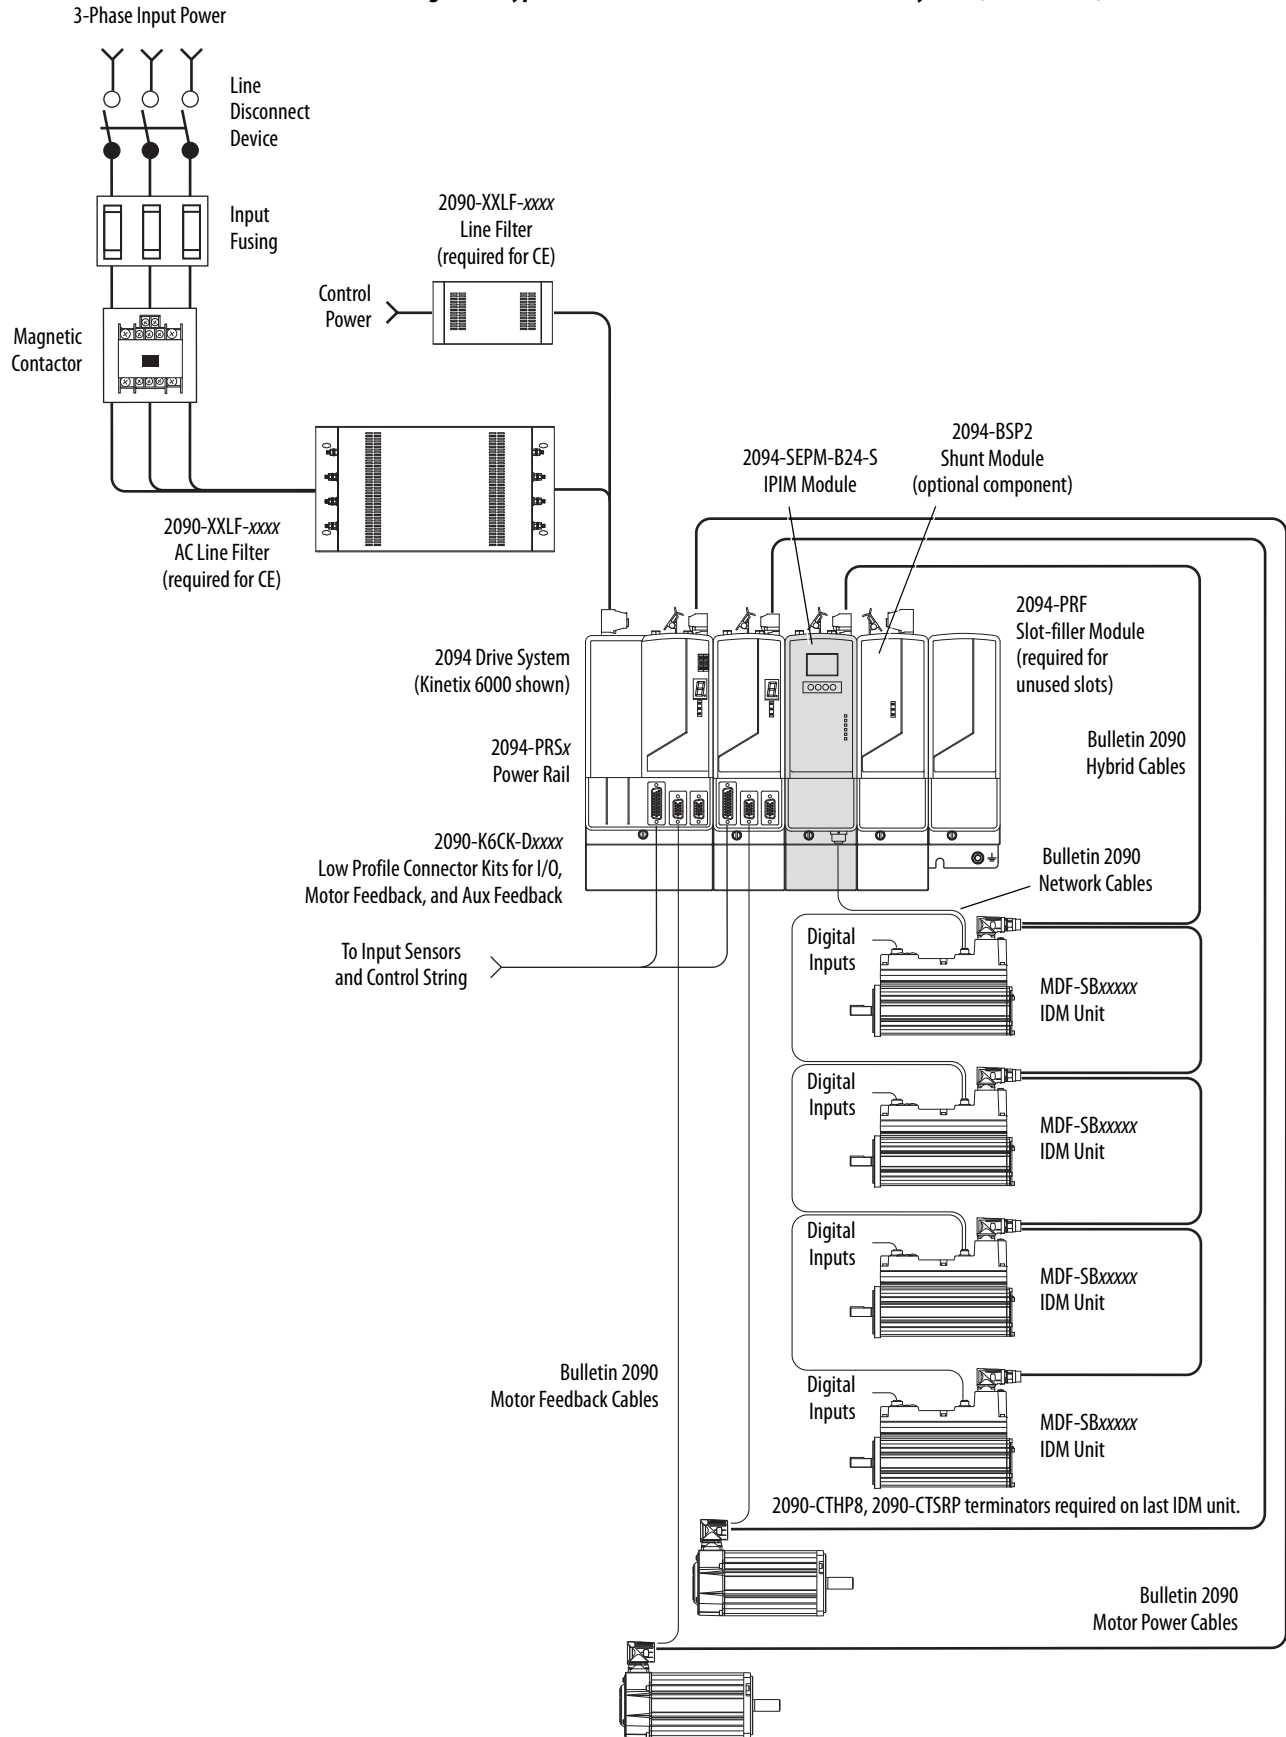 3-Phase Input Power
Line
Disconnect
Device
Input
Fusing
Magnetic
Contactor
2090-XXLF-xxxx
Line Filter
(required for CE)
Control
Power
2090-XXLF-xxxx
AC Line Filter
(required for CE)
2094-SEPM-B24-S
IPIM Module
2094-BSP2
Shunt Module
(optional component)
2094-PRF
Slot-filler Module
(required for
unused slots)
2094 Drive System
(Kinetix 6000 shown)
2094-PRSx
Power Rail
2090-K6CK-Dxxxx
Low Profile Connector Kits for I/O,
Motor Feedback, and Aux Feedback
To Input Sensors
and Control String
Bulletin 2090
Hybrid Cables
Bulletin 2090
Network Cables
Digital
Inputs
MDF-SBxxxxx
IDM Unit
Digital
Inputs
MDF-SBxxxxx
IDM Unit
Digital
Inputs
MDF-SBxxxxx
IDM Unit
Digital
Inputs
MDF-SBxxxxx
IDM Unit
Bulletin 2090
Motor Feedback Cables
2090-CTHP8, 2090-CTSRP terminators required on last IDM unit.
Bulletin 2090
Motor Power Cables